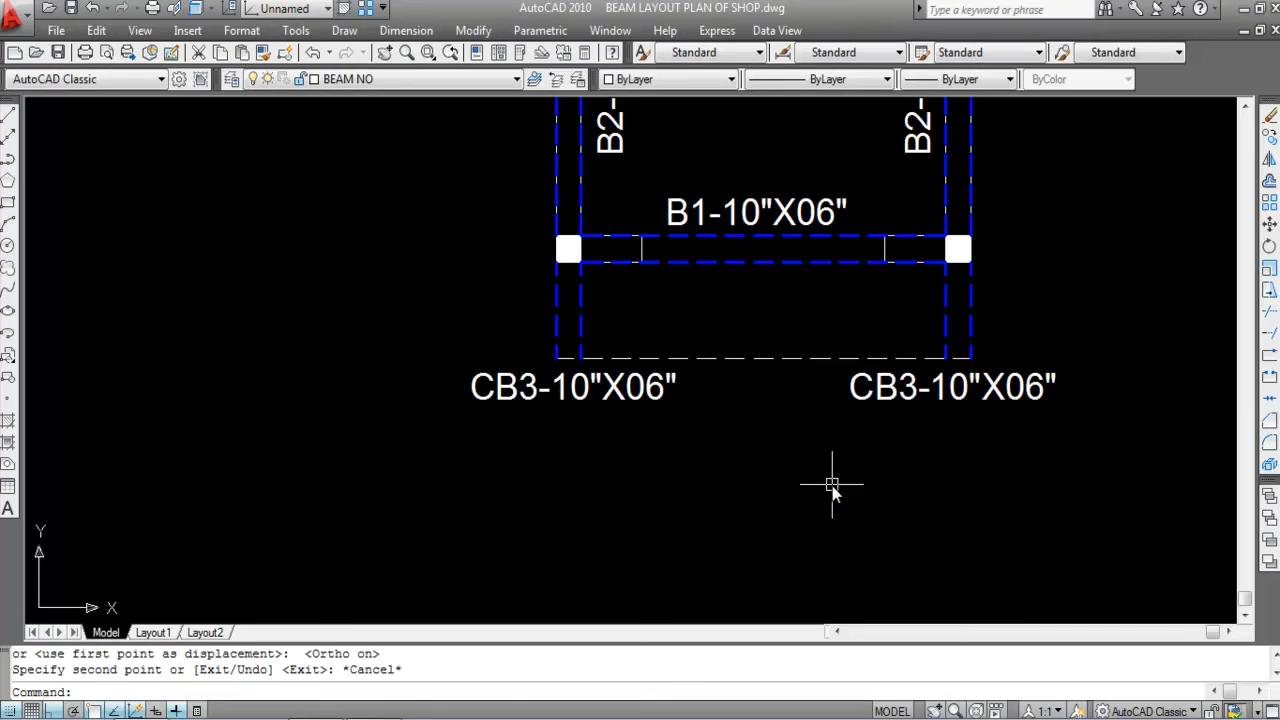 Unnamed
AutoCAD 2010 BEAM LAYOUT PLAN OF SHOP.dwg
Type a keyword or phrase
File Edit View Insert Format Tools Draw Dimension Modify Parametric Window Help Express Data View
Standard Standard Standard Standard
AutoCAD Classic BEAM NO ByLayer ByLayer ByLayer ByColor
B2- B2-
B1-10"X06"
CB3-10"X06" CB3-10"X06"
Y
X
Model Layout1 Layout2
or <use first point as displacement>: <Ortho on>
Specify second point or [Exit/Undo] <Exit>: *Cancel*
Command:
MODEL 1:1 AutoCAD Classic